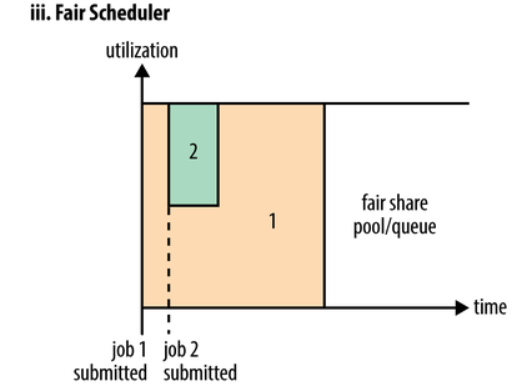 iii. Fair Scheduler
utilization
2
1
fair share
pool/queue
time
job 1
submitted
job 2
submitted